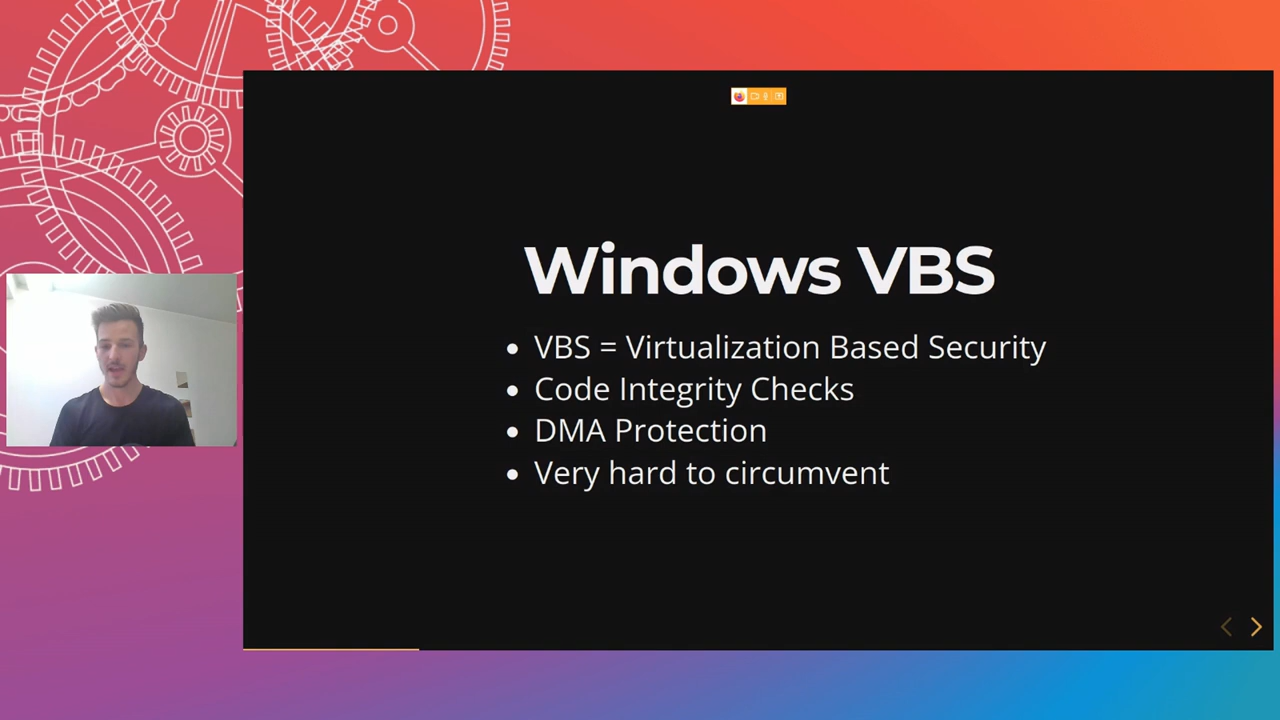 Windows VBS
VBS = Virtualization Based Security
Code Integrity Checks
DMA Protection
Very hard to circumvent